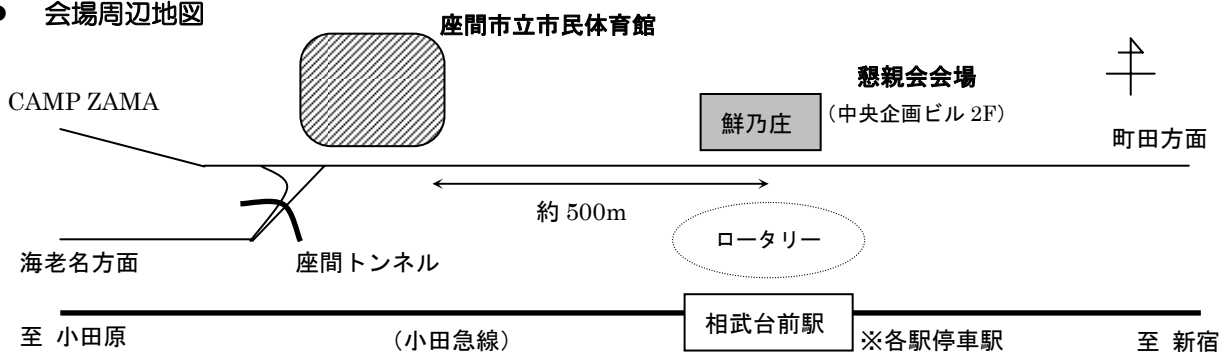 ● 会場周辺地図
座間市立市民体育館
懇親会会場
CAMP ZAMA
鮮乃庄
(中央企画ビル 2F)
町田方面
約 500m
ロータリー
海老名方面
座間トンネル
相武台前駅
至 小田原
(小田急線)
※各駅停車駅
至 新宿